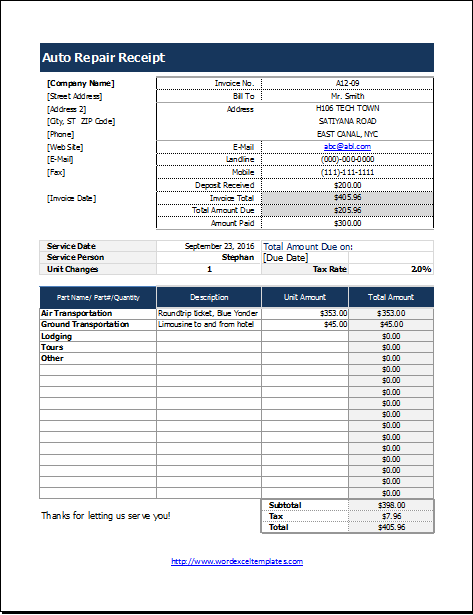 Auto Repair Receipt
[Company Name] Invoice No. A12-09
[Street Address] Bill To Mr. Smith
[Address 2] Address H106 TECH TOWN
[City, ST ZIP Code] SATIYANA ROAD
[Phone] EAST CANAL, NYC
[Web Site] E-Mail abc@abi.com
[E-Mail] Landline (000)-000-0000
[Fax] Mobile (111)-111-1111
Deposit Received $200.00
[Invoice Date] Invoice Total $405.96
Total Amount Due $205.96
Amount Paid $300.00
Service Date September 23, 2016 Total Amount Due on:
Service Person Stephan [Due Date]
Unit Changes 1 Tax Rate 2.0%
Part Name/ Part#/Quantity Description Unit Amount Total Amount
Air Transportation Roundtrip ticket, Blue Yonder $353.00 $353.00
Ground Transportation Limousine to and from hotel $45.00 $45.00
Lodging $0.00
Tours $0.00
Other $0.00
$0.00
$0.00
$0.00
$0.00
$0.00
$0.00
$0.00
$0.00
$0.00
$0.00
$0.00
$0.00
Subtotal $398.00
Thanks for letting us serve you! Tax $7.96
Total $405.96
http://www.wordexceltemplates.com